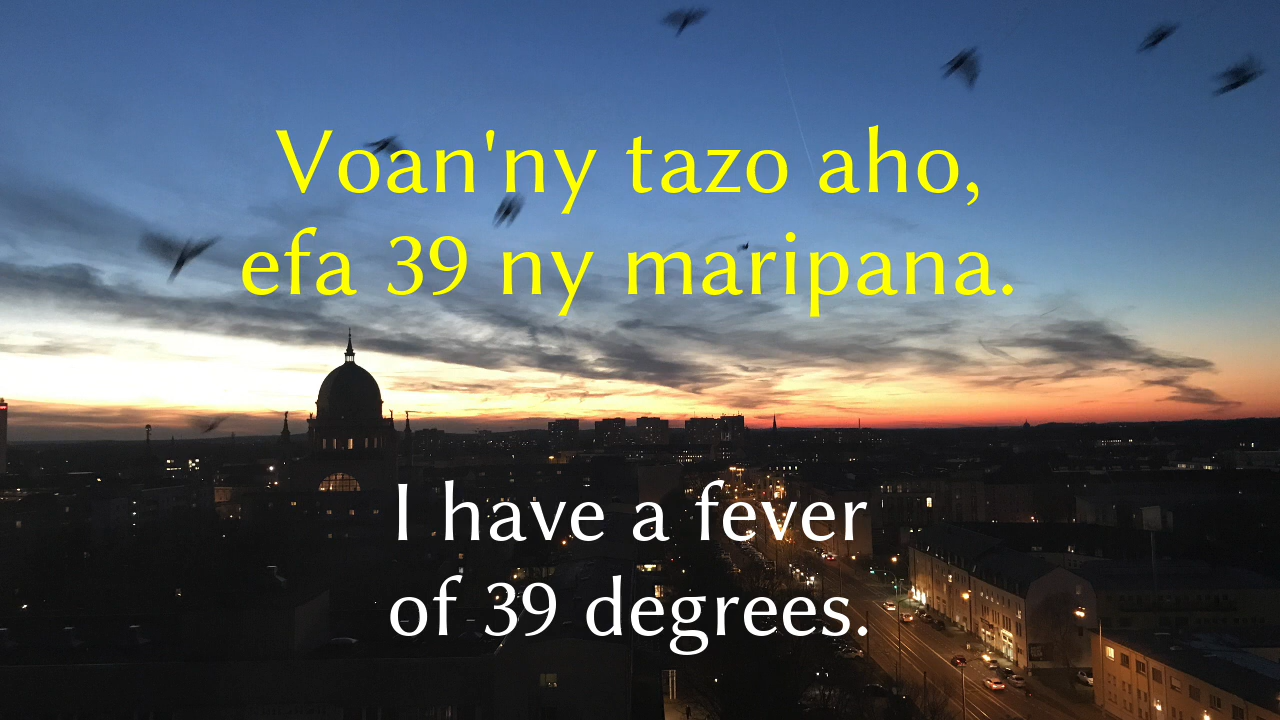 Voan'ny tazo aho,
efa 39 ny maripana.
I have a fever
of 39 degrees.